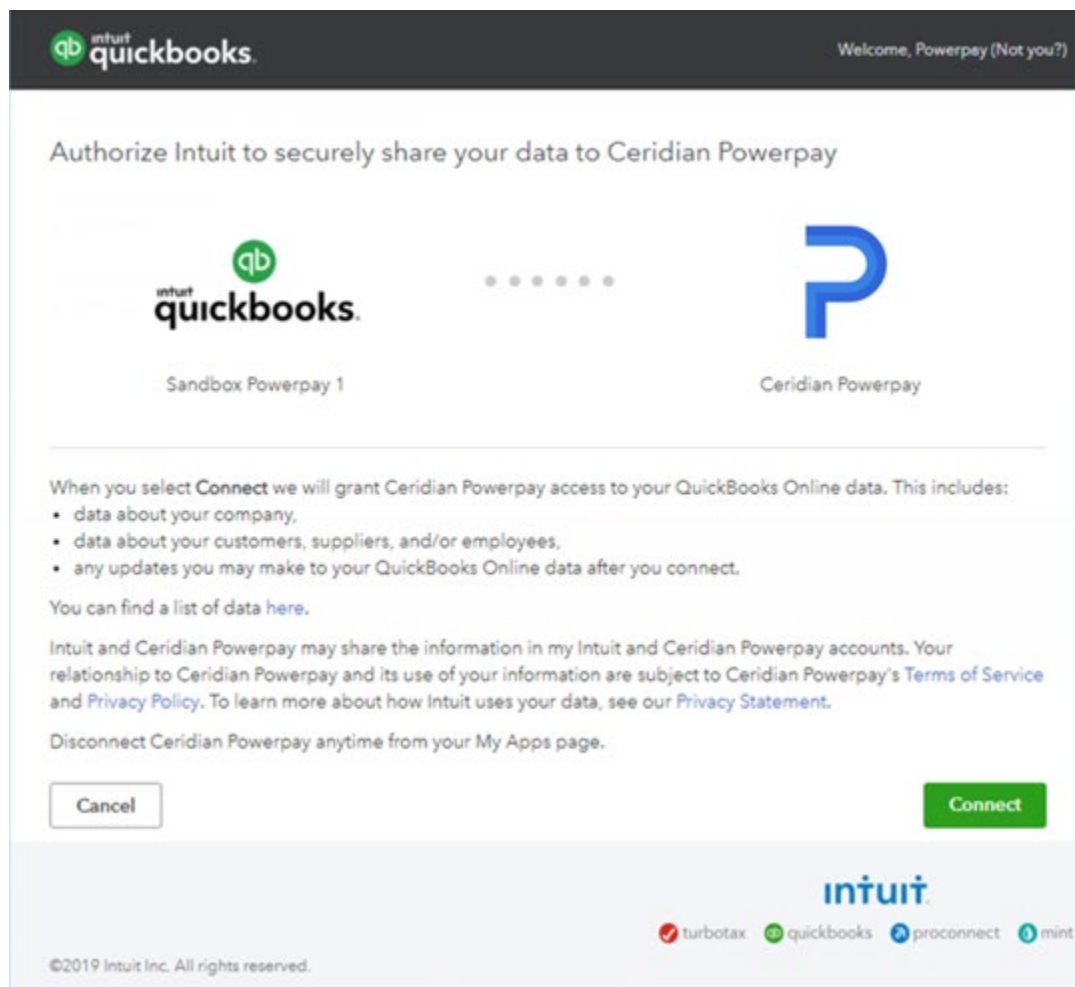 qb intuit quickbooks.
Welcome, Powerpay (Not you?)
Authorize Intuit to securely share your data to Ceridian Powerpay
qb
intuit
quickbooks.
Sandbox Powerpay 1
Ceridian Powerpay
When you select Connect we will grant Ceridian Powerpay access to your QuickBooks Online data. This includes:
• data about your company,
• data about your customers, suppliers, and/or employees,
• any updates you may make to your QuickBooks Online data after you connect.
You can find a list of data here.
Intuit and Ceridian Powerpay may share the information in my Intuit and Ceridian Powerpay accounts. Your
relationship to Ceridian Powerpay and its use of your information are subject to Ceridian Powerpay's Terms of Service
and Privacy Policy. To learn more about how Intuit uses your data, see our Privacy Statement.
Disconnect Ceridian Powerpay anytime from your My Apps page.
Cancel
Connect
intuit.
turbotax qb quickbooks proconnect mint
©2019 Intuit Inc. All rights reserved.